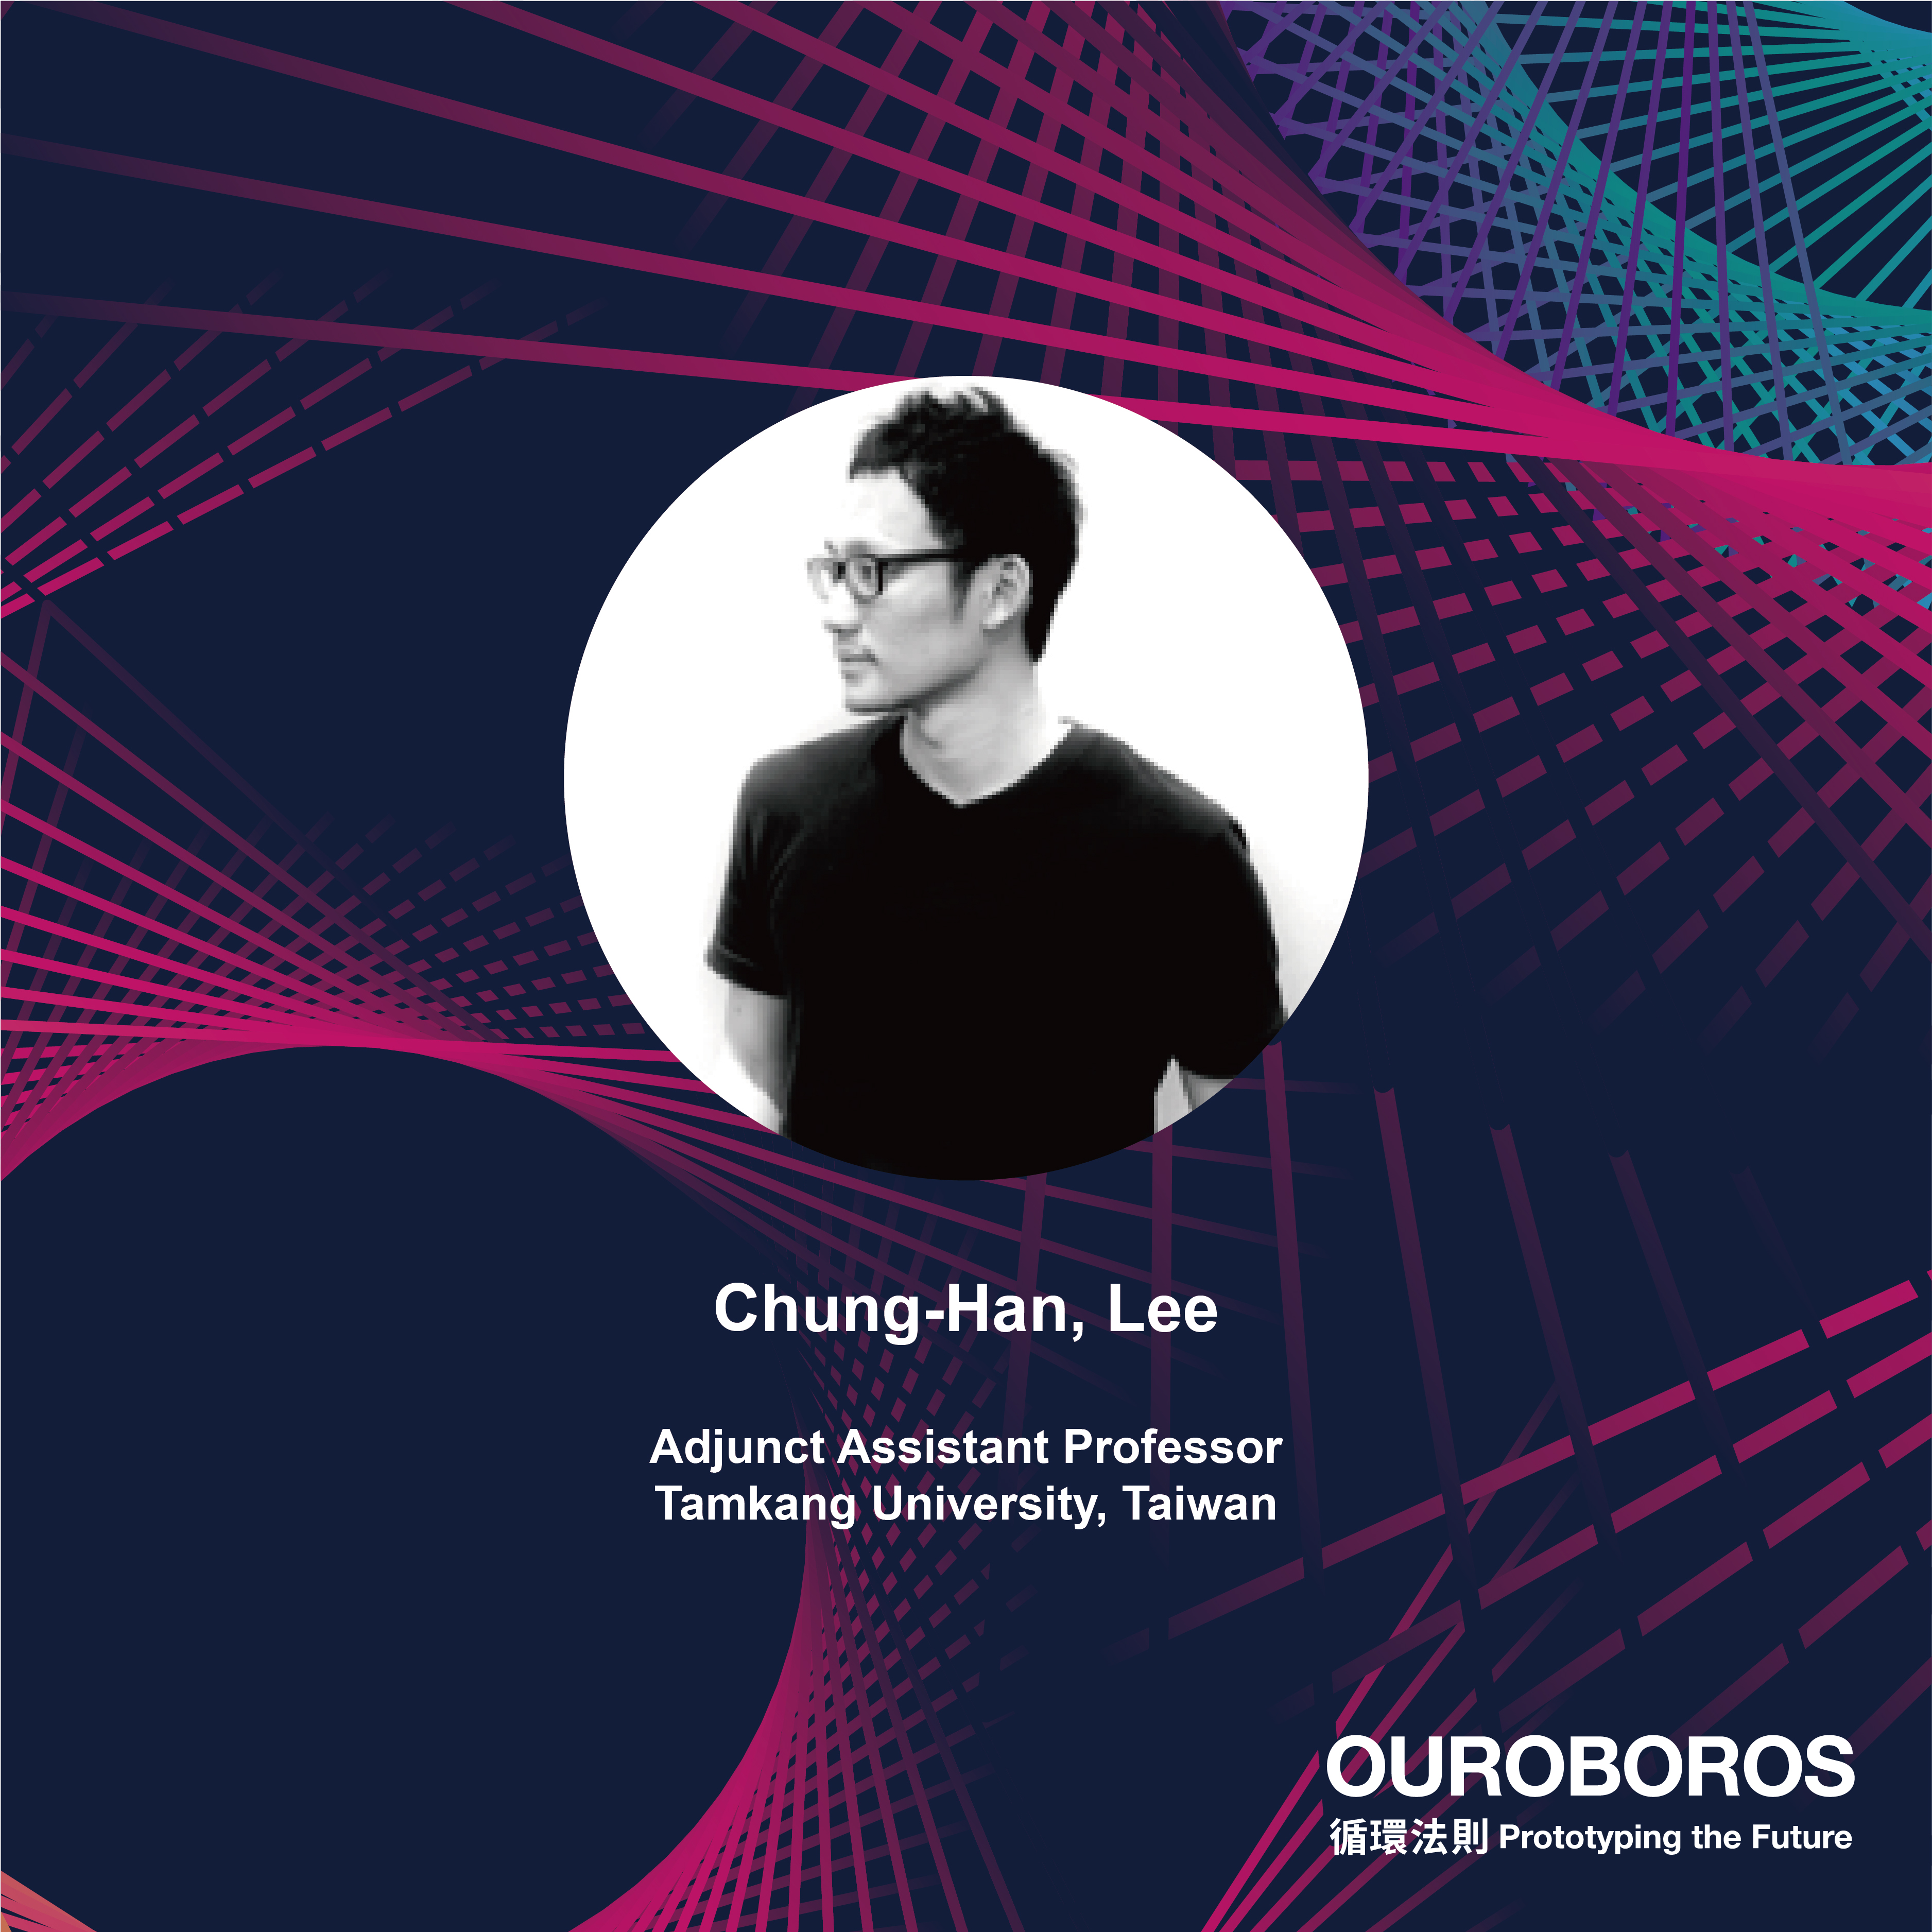 Chung-Han, Lee
Adjunct Assistant Professor
Tamkang University, Taiwan
OUROBOROS
循環法則 Prototyping the Future